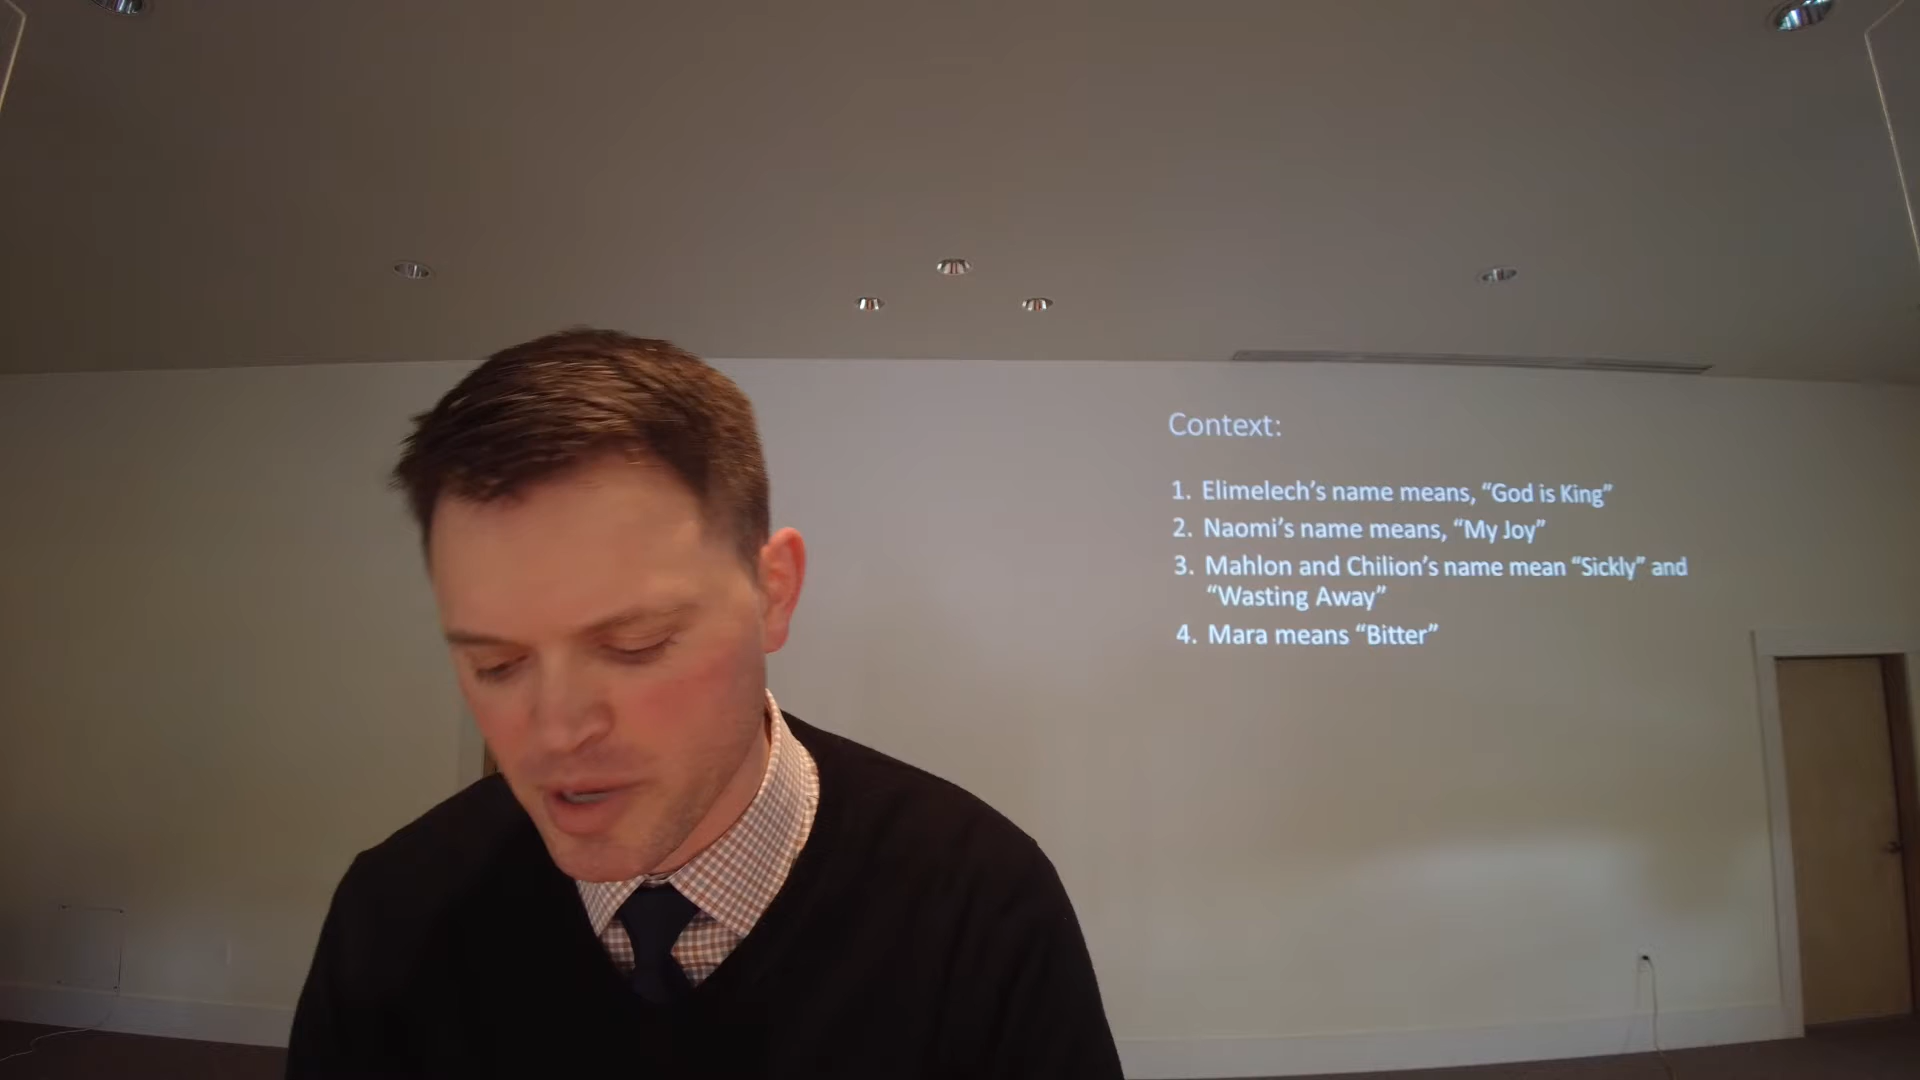 Context:
1. Elimelech’s name means, “God is King”
2. Naomi’s name means, “My Joy”
3. Mahlon and Chilion’s name mean “Sickly” and
“Wasting Away”
4. Mara means “Bitter”